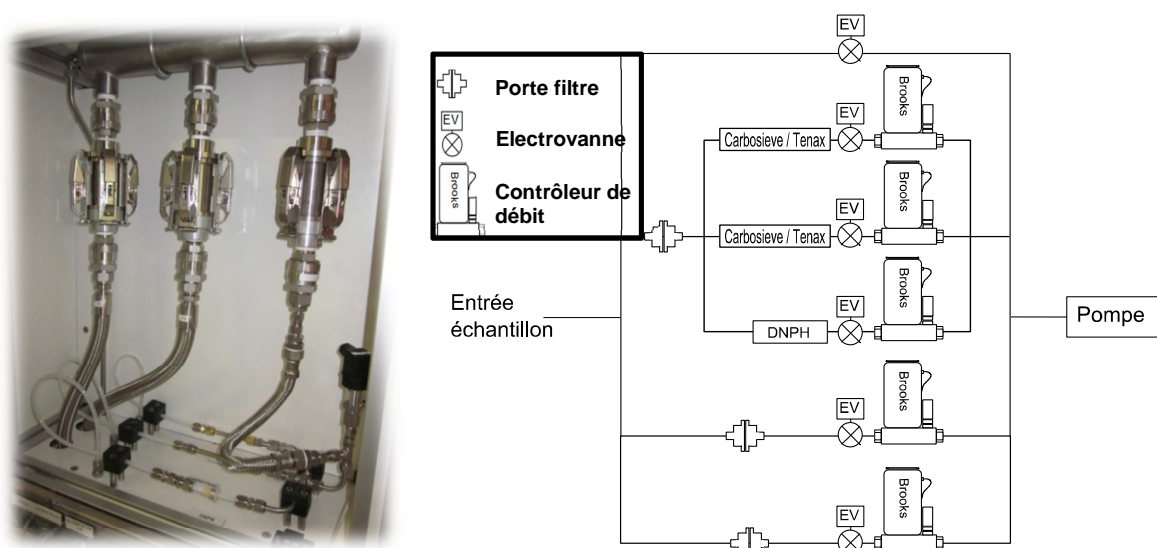 EV
Porte filtre
EV
Electrovanne
Brooks
Contrôleur de
débit
EV
Carbosieve / Tenax
Brooks
EV
Carbosieve / Tenax
Brooks
EV
DNPH
Brooks
Entrée
échantillon
Pompe
EV
Brooks
EV
Brooks
DNPH